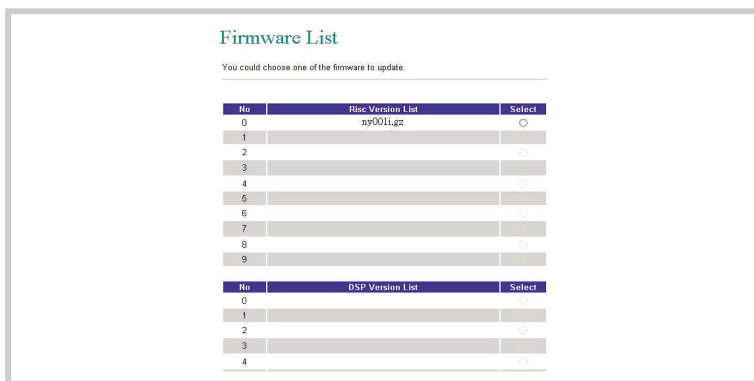 Firmware List
You could choose one of the firmware to update.
No Risc Version List Select
0 ny001i.gz
1
2
3
4
5
6
7
8
9
No DSP Version List Select
0
1
2
3
4